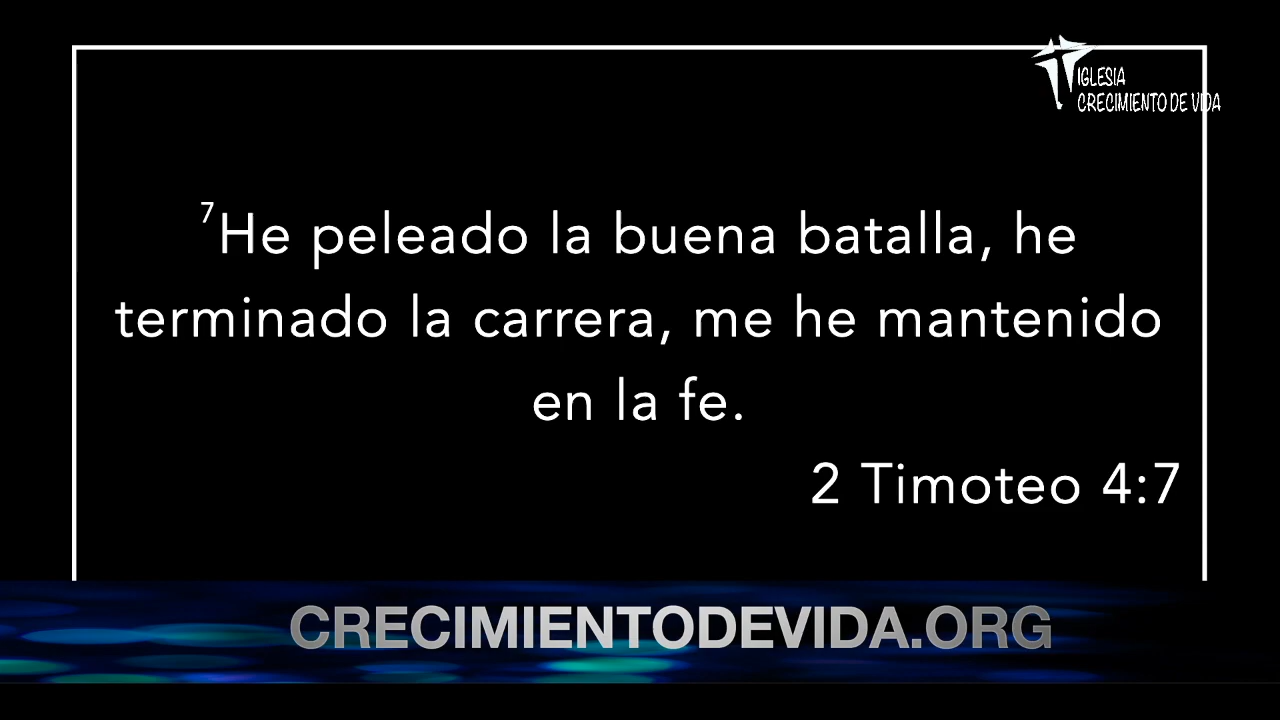 IGLESIA
CRECIMIENTO DE VIDA
⁷He peleado la buena batalla, he
terminado la carrera, me he mantenido
en la fe.
2 Timoteo 4:7
CRECIMIENTODEVIDA.ORG